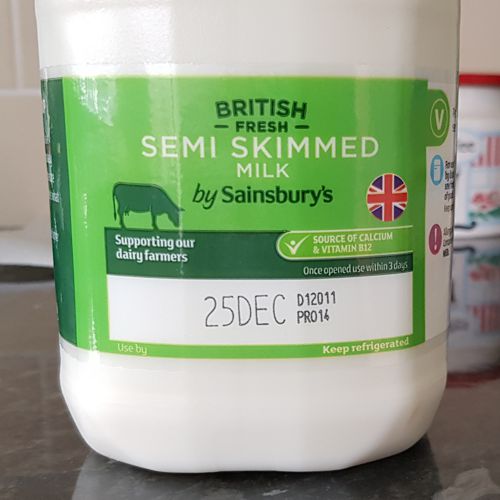 BRITISH
FRESH
SEMI SKIMMED
MILK
by Sainsbury's
Supporting our
dairy farmers
SOURCE OF CALCIUM
& VITAMIN B12
Once opened use within 3 days
25DEC D12011
PRO14
Use by
Keep refrigerated
V